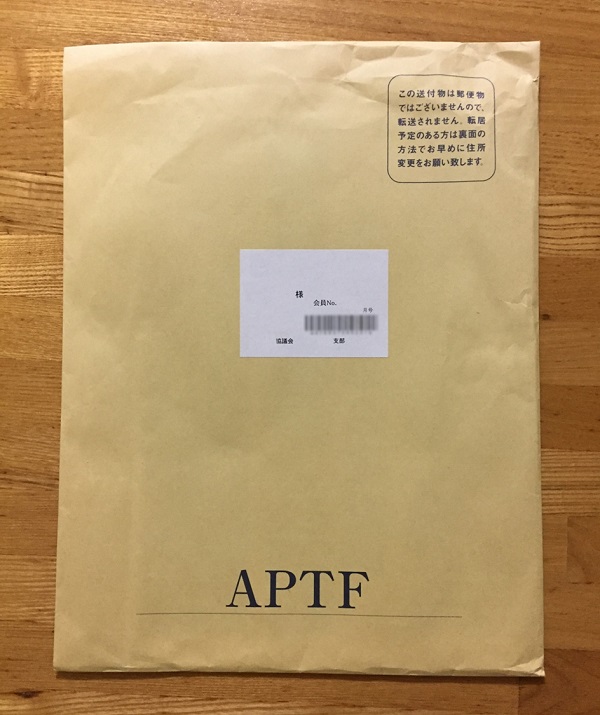 この送付物は郵便物
ではございませんので、
転送されません。転居
予定のある方は裏面の
方法でお早めに住所
変更をお願い致します。
様
会員No.
8号
協議会 支部
APTF